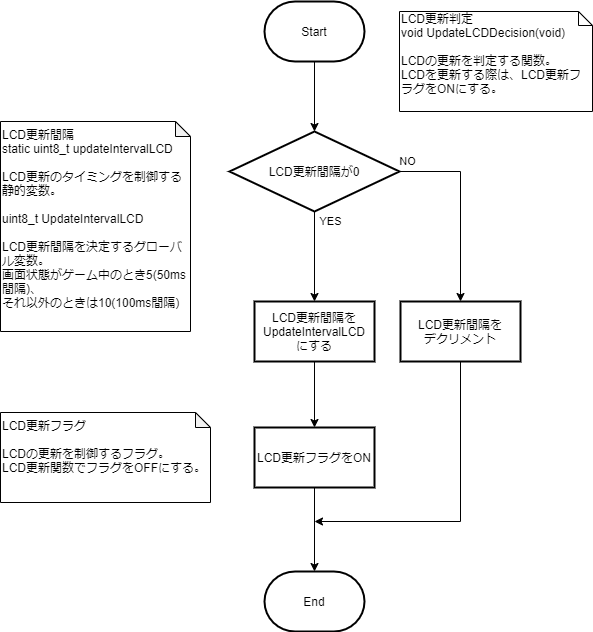 Start
LCD更新判定
void UpdateLCDDecision(void)
LCDの更新を判定する関数。
LCDを更新する際は、LCD更新フ
ラグをONにする。
LCD更新間隔
static uint8_t updateIntervalLCD
LCD更新のタイミングを制御する
静的変数。
uint8_t UpdateIntervalLCD
LCD更新間隔を決定するグローバ
ル変数。
画面状態がゲーム中のとき5(50ms
間隔)、
それ以外のときは10(100ms間隔)
LCD更新間隔が0
NO
YES
LCD更新間隔を
UpdateIntervalLCD
にする
LCD更新間隔を
デクリメント
LCD更新フラグ
LCDの更新を制御するフラグ。
LCD更新関数でフラグをOFFにする。
LCD更新フラグをON
End